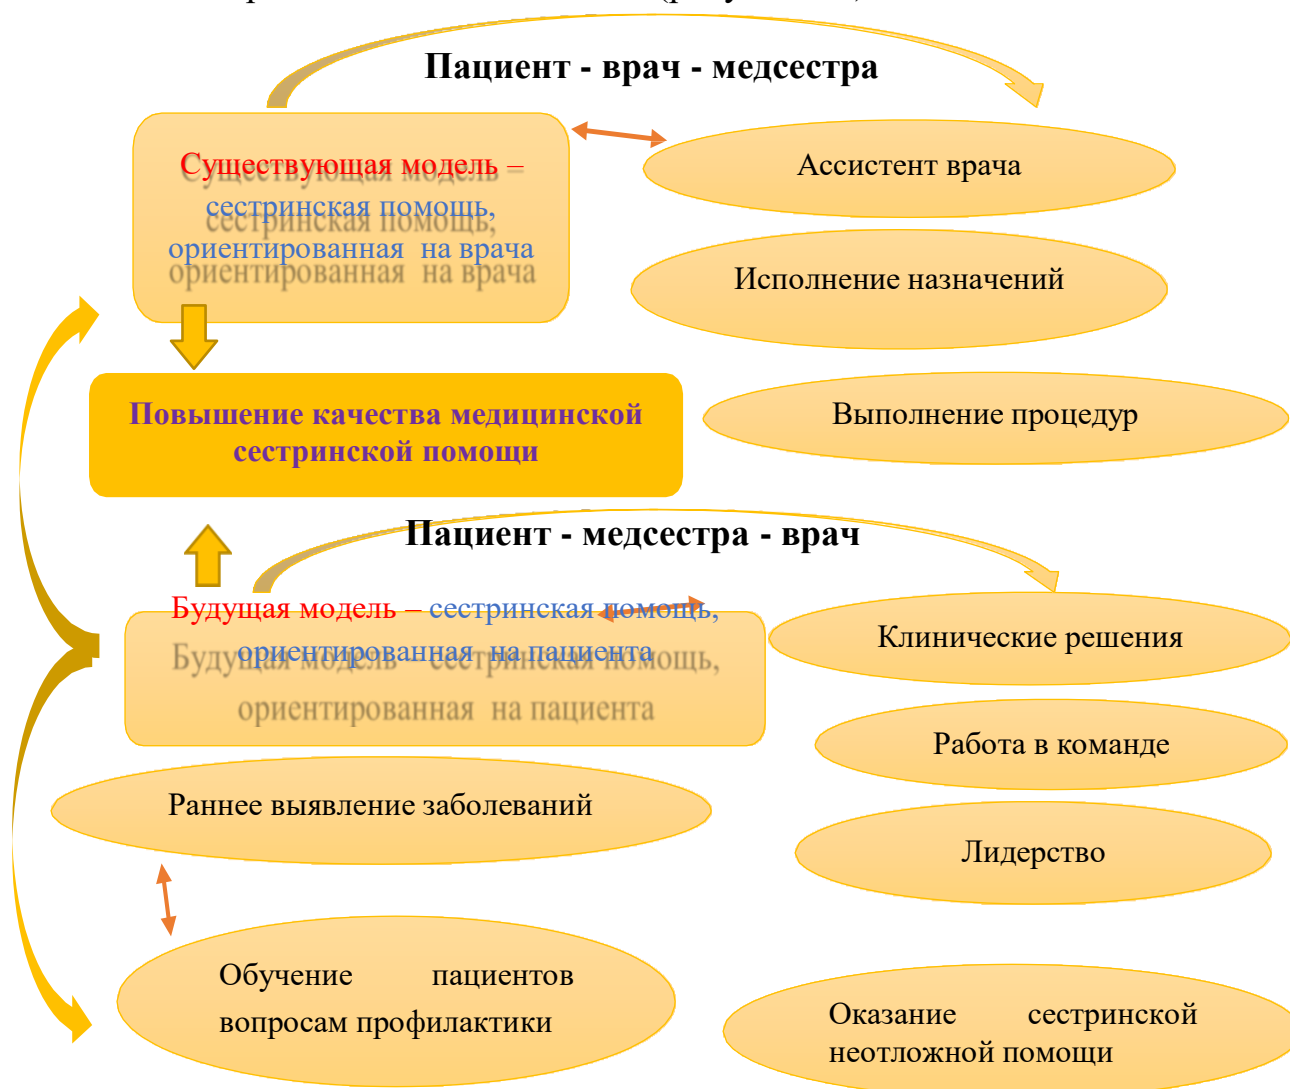 Пациент - врач - медсестра
Существующая модель –
сестринская помощь,
ориентированная на врача
Ассистент врача
Исполнение назначений
Повышение качества медицинской
сестринской помощи
Выполнение процедур
Пациент - медсестра - врач
Будущая модель – сестринская помощь,
ориентированная на пациента
Клинические решения
Работа в команде
Раннее выявление заболеваний
Лидерство
Обучение пациентов
вопросам профилактики
Оказание сестринской
неотложной помощи